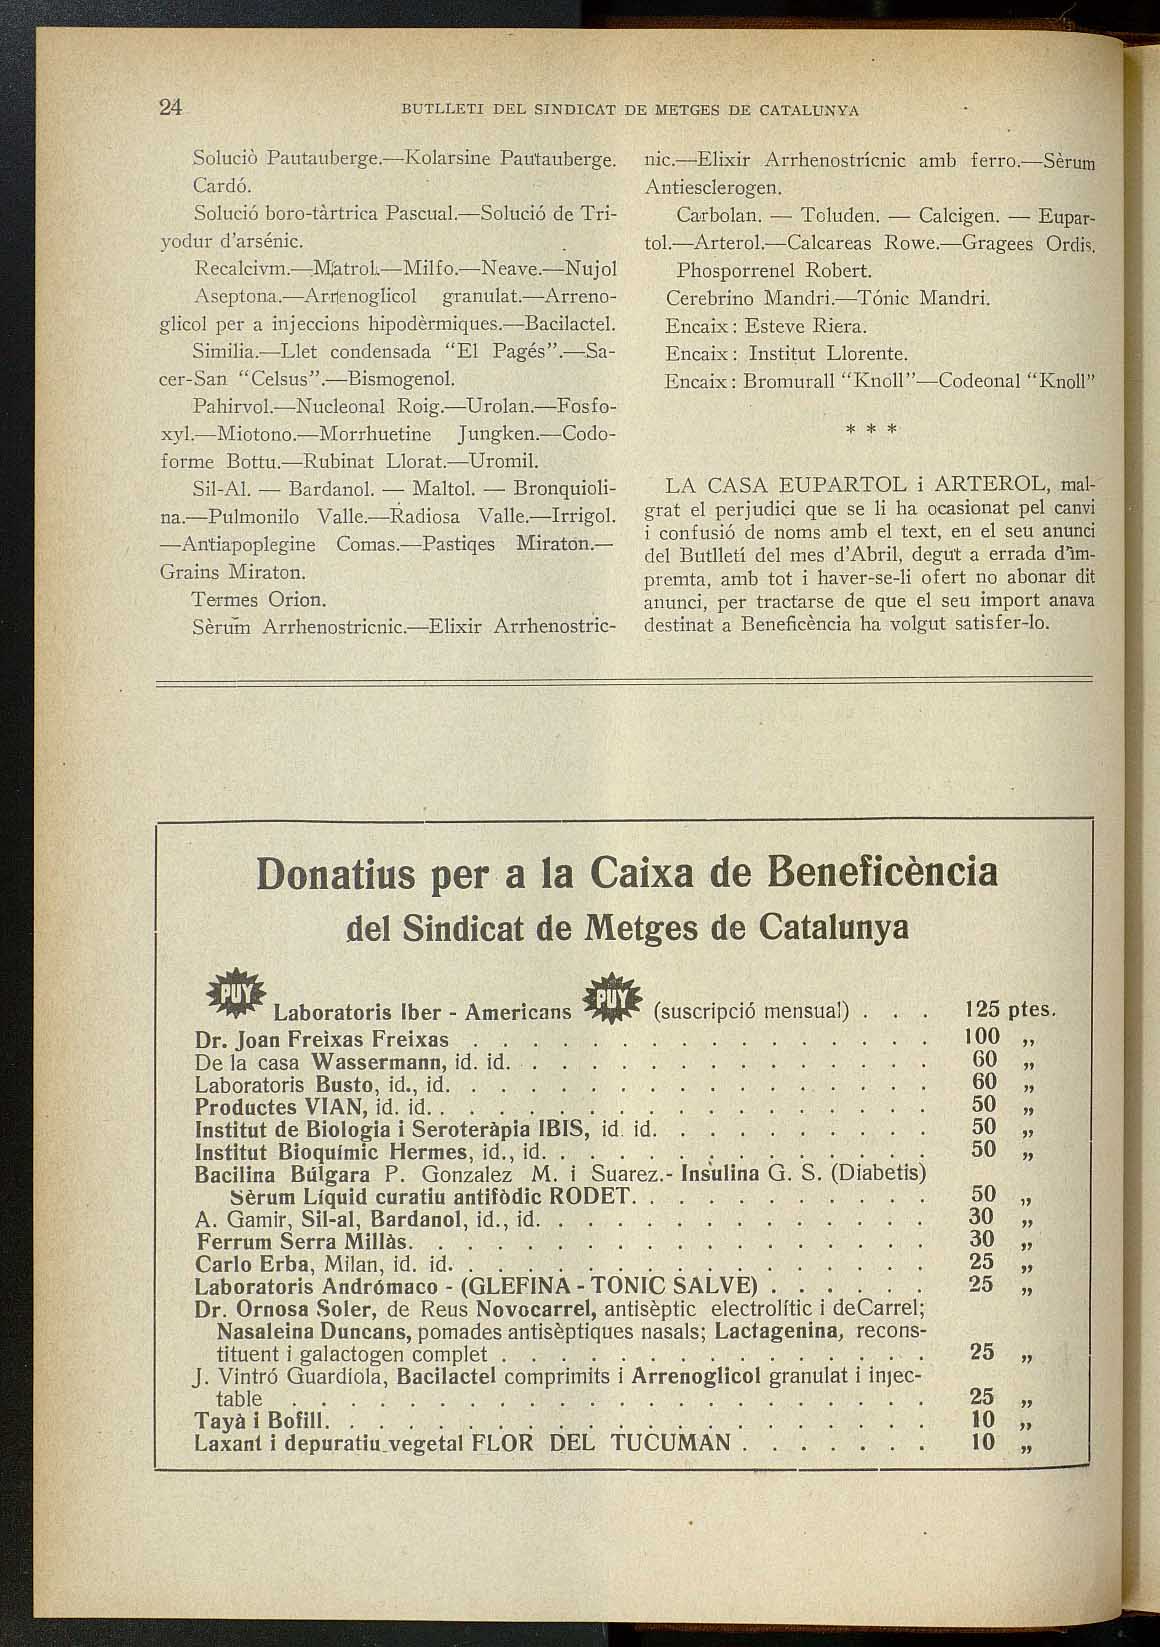 24
BUTLLETI DEL SINDICAT DE METGES DE CATALUNYA
Soluciò Pautauberge.—Kolarsine Pautauberge.
Cardó.
Solució boro-tàrtrica Pascual.—Solució de Tri-
yodur d'arsénic.
Recalcivm.—Matrol.—Milfo.—Neave.—Nujol
Aseptona.—Arrenoglicol granulat.—Arreno-
glicol per a injeccions hipodèrmiques.—Bacilactel.
Similia.—Llet condensada "El Pagés".—Sa-
cer-San "Celsus".—Bismogenol.
Pahirvol.—Nucleonal Roig.—Urolan.—Fosfo-
xyl.—Miotono.—Morrhuetine Jungken.—Codo-
forme Bottu.—Rubinat Llorat.—Uromil.
Sil-Al. — Bardanol. — Maltol. — Bronquioli-
na.—Pulmonilo Valle.—Radiosa Valle.—Irrigol.
—Antiapoplegine Comas.—Pastiqes Miraton.—
Grains Miraton.
Termes Orion.
Sèrum Arrhenostricnic.—Elixir Arrhenostric-
nic.—Elixir Arrhenostrícnic amb ferro.—Sèrum
Antiesclerogen.
Carbolan. — Toluden. — Calcigen. — Eupar-
tol.—Arterol.—Calcareas Rowe.—Gragees Ordis.
Phosporrenel Robert.
Cerebrino Mandri.—Tónic Mandri.
Encaix: Esteve Riera.
Encaix: Institut Llorente.
Encaix: Bromurall "Knoll"—Codeonal "Knoll"
* * *
LA CASA EUPARTOL i ARTEROL, mal-
grat el perjudici que se li ha ocasionat pel canvi
i confusió de noms amb el text, en el seu anunci
del Butlletí del mes d'Abril, degut a errada d'im-
premta, amb tot i haver-se-li ofert no abonar dit
anunci, per tractarse de que el seu import anava
destinat a Beneficència ha volgut satisfer-lo.
Donatius per a la Caixa de Beneficència
del Sindicat de Metges de Catalunya
PUY Laboratoris Iber - Americans PUY (suscripció mensual) . . . 125 ptes.
Dr. Joan Freixas Freixas . . . . . . . . . . . . . . . . 100 „
De la casa Wassermann, id. id. . . . . . . . . . . . . . . 60 „
Laboratoris Busto, id., id. . . . . . . . . . . . . . . . . 60 „
Productes VIAN, id. id. . . . . . . . . . . . . . . . . . 50 „
Institut de Biologia i Seroteràpia IBIS, id. id. . . . . . . . . . . 50 „
Institut Bioquímic Hermes, id., id. . . . . . . . . . . . . . 50 „
Bacilina Búlgara P. Gonzalez M. i Suarez.- Insulina G. S. (Diabetis)
Sèrum Líquid curatiu antifòdic RODET. . . . . . . . . . . 50 „
A. Gamir, Sil-al, Bardanol, id., id. . . . . . . . . . . . . . 30 „
Ferrum Serra Millàs. . . . . . . . . . . . . . . . . . 30 „
Carlo Erba, Milan, id. id. . . . . . . . . . . . . . . . . 25 „
Laboratoris Andrómaco - (GLEFINA - TONIC SALVE) . . . . . . 25 „
Dr. Ornosa Soler, de Reus Novocarrel, antisèptic electrolític i deCarrel;
Nasaleina Duncans, pomades antisèptiques nasals; Lactagenina, recons-
tituent i galactogen complet . . . . . . . . . . . . . . . 25 „
J. Vintró Guardiola, Bacilactel comprimits i Arrenoglicol granulat i injec-
table . . . . . . . . . . . . . . . . . . . . . . 25 „
Tayà i Bofill. . . . . . . . . . . . . . . . . . . . . 10 „
Laxant i depuratiu vegetal FLOR DEL TUCUMAN . . . . . . . 10 „